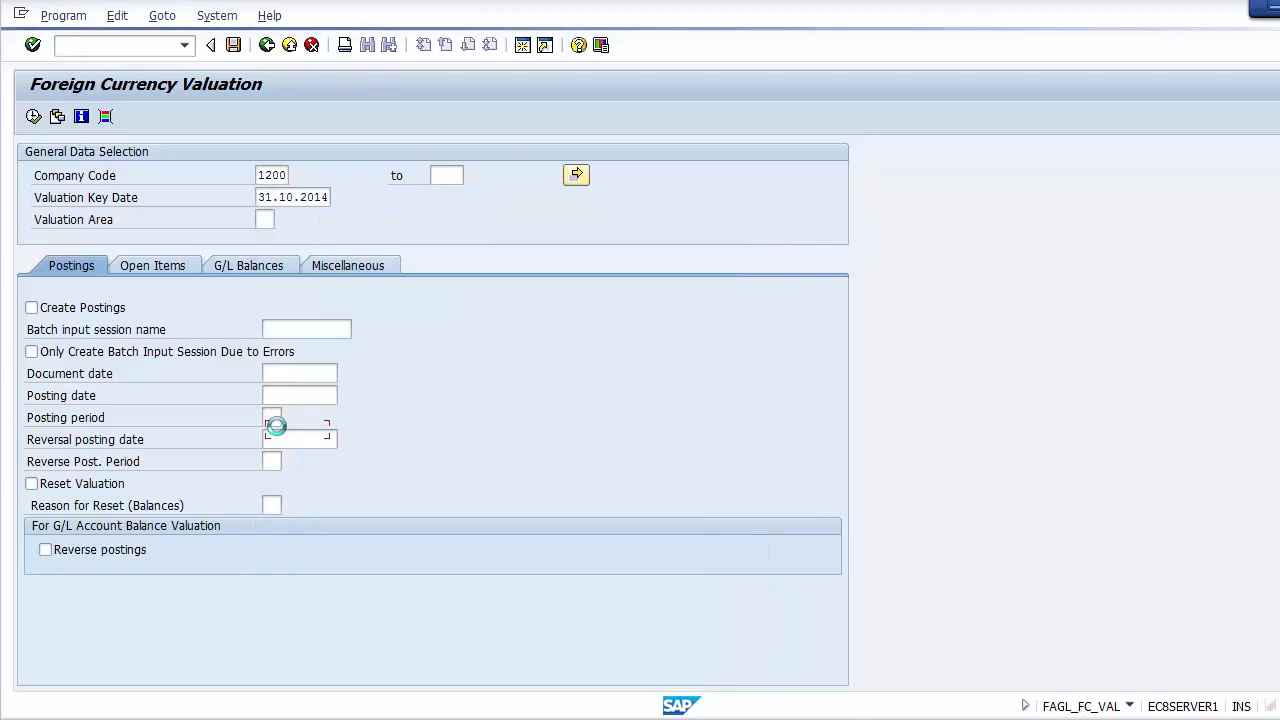 Program Edit Goto System Help
Foreign Currency Valuation
General Data Selection
Company Code 1200 to
Valuation Key Date 31.10.2014
Valuation Area
Postings Open Items G/L Balances Miscellaneous
Create Postings
Batch input session name
Only Create Batch Input Session Due to Errors
Document date
Posting date
Posting period
Reversal posting date
Reverse Post. Period
Reset Valuation
Reason for Reset (Balances)
For G/L Account Balance Valuation
Reverse postings
SAP FAGL_FC_VAL EC8SERVER1 INS